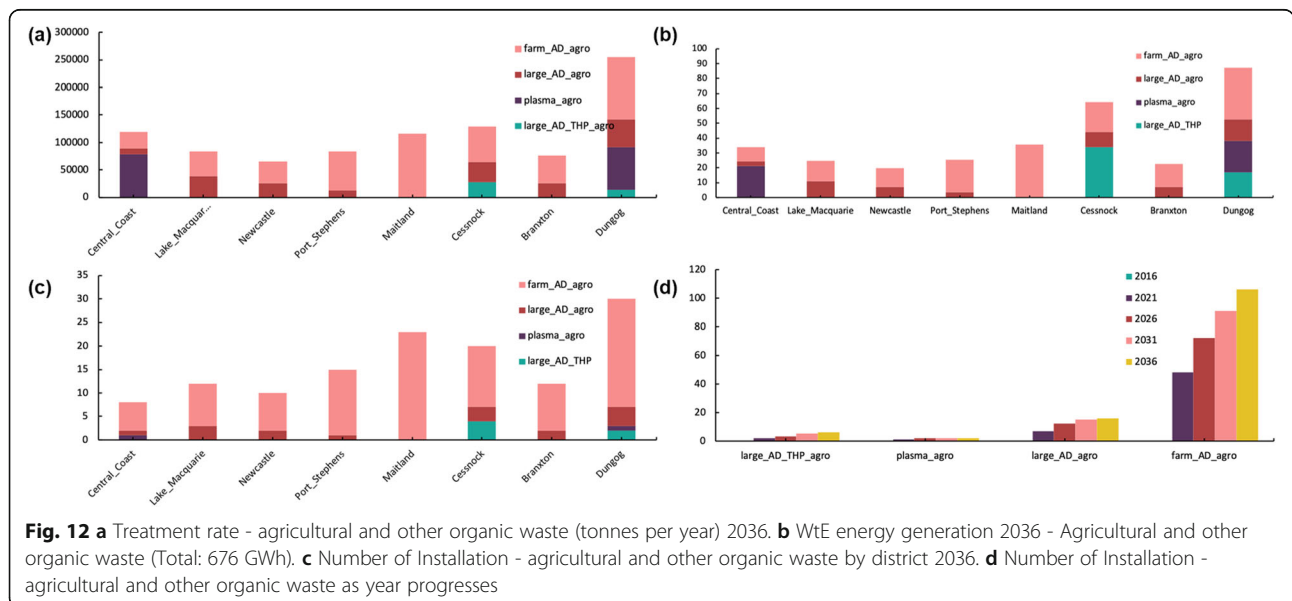 (a)
300000
250000
200000
150000
100000
50000
0
farm_AD_agro
large_AD_agro
plasma_agro
large_AD_THP_agro
Central_Coast
Lake_Macquar...
Newcastle
Port_Stephens
Maitland
Cessnock
Branxton
Dungog
(b)
100
90
80
70
60
50
40
30
20
10
0
farm_AD_agro
large_AD_agro
plasma_agro
large_AD_THP
Central_Coast
Lake_Macquarie
Newcastle
Port_Stephens
Maitland
Cessnock
Branxton
Dungog
(c)
35
30
25
20
15
10
5
0
farm_AD_agro
large_AD_agro
plasma_agro
large_AD_THP
Central_Coast
Lake_Macquarie
Newcastle
Port_Stephens
Maitland
Cessnock
Branxton
Dungog
(d)
120
100
80
60
40
20
0
2016
2021
2026
2031
2036
large_AD_THP_agro
plasma_agro
large_AD_agro
farm_AD_agro
Fig. 12 a Treatment rate - agricultural and other organic waste (tonnes per year) 2036. b WtE energy generation 2036 - Agricultural and other
organic waste (Total: 676 GWh). c Number of Installation - agricultural and other organic waste by district 2036. d Number of Installation -
agricultural and other organic waste as year progresses